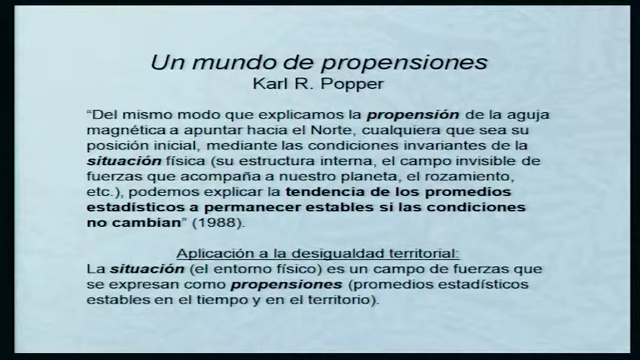 Un mundo de propensiones
Karl R. Popper
“Del mismo modo que explicamos la propensión de la aguja
magnética a apuntar hacia el Norte, cualquiera que sea su
posición inicial, mediante las condiciones invariantes de la
situación física (su estructura interna, el campo invisible de
fuerzas que acompaña a nuestro planeta, el rozamiento,
etc.), podemos explicar la tendencia de los promedios
estadísticos a permanecer estables si las condiciones
no cambian” (1988).
Aplicación a la desigualdad territorial:
La situación (el entorno físico) es un campo de fuerzas que
se expresan como propensiones (promedios estadísticos
estables en el tiempo y en el territorio).